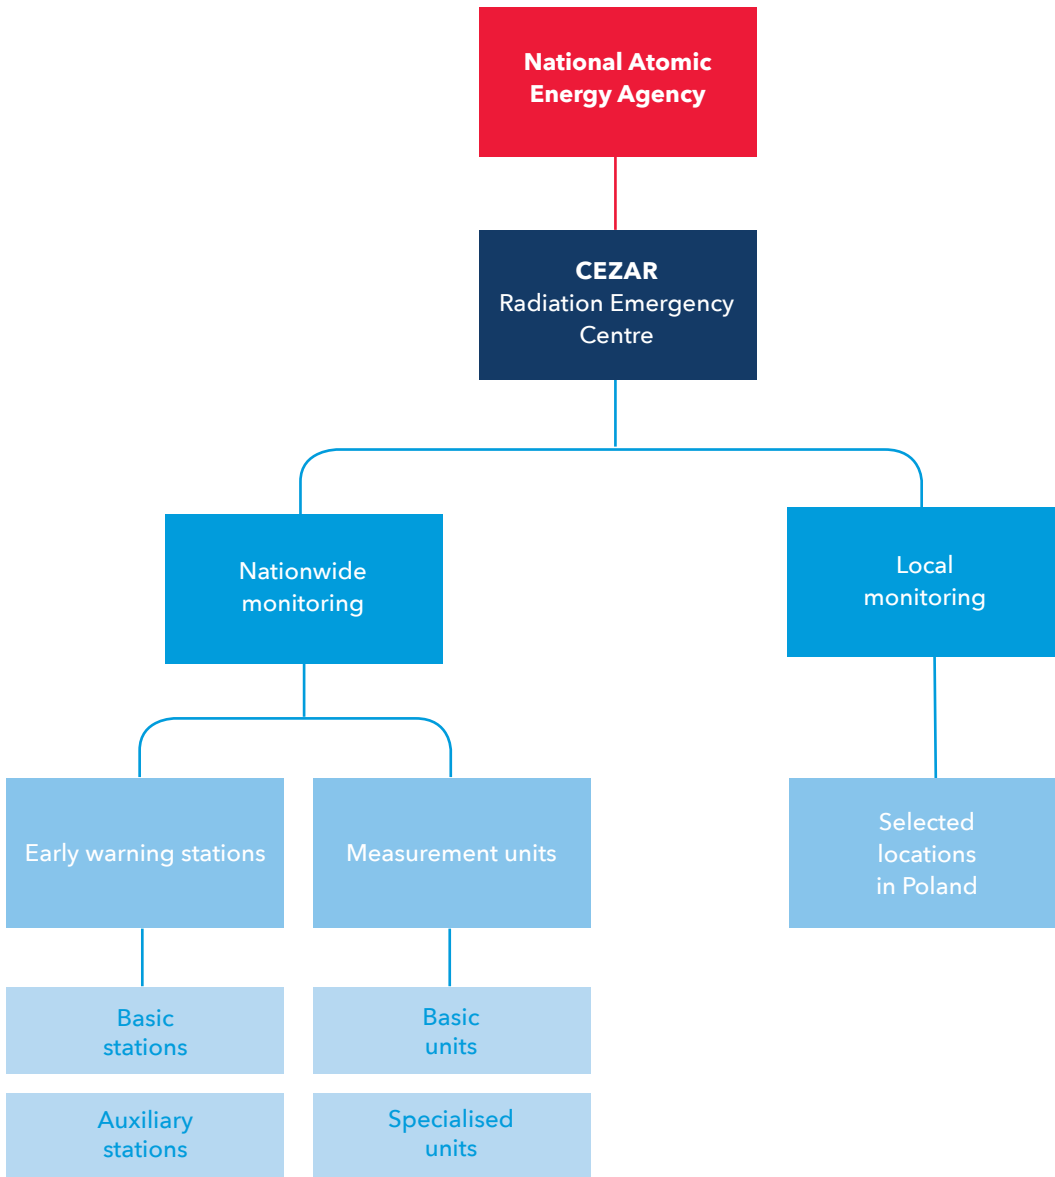 National Atomic
Energy Agency
CEZAR
Radiation Emergency
Centre
Nationwide
monitoring
Local
monitoring
Early warning stations
Measurement units
Selected
locations
in Poland
Basic
stations
Basic
units
Auxiliary
stations
Specialised
units